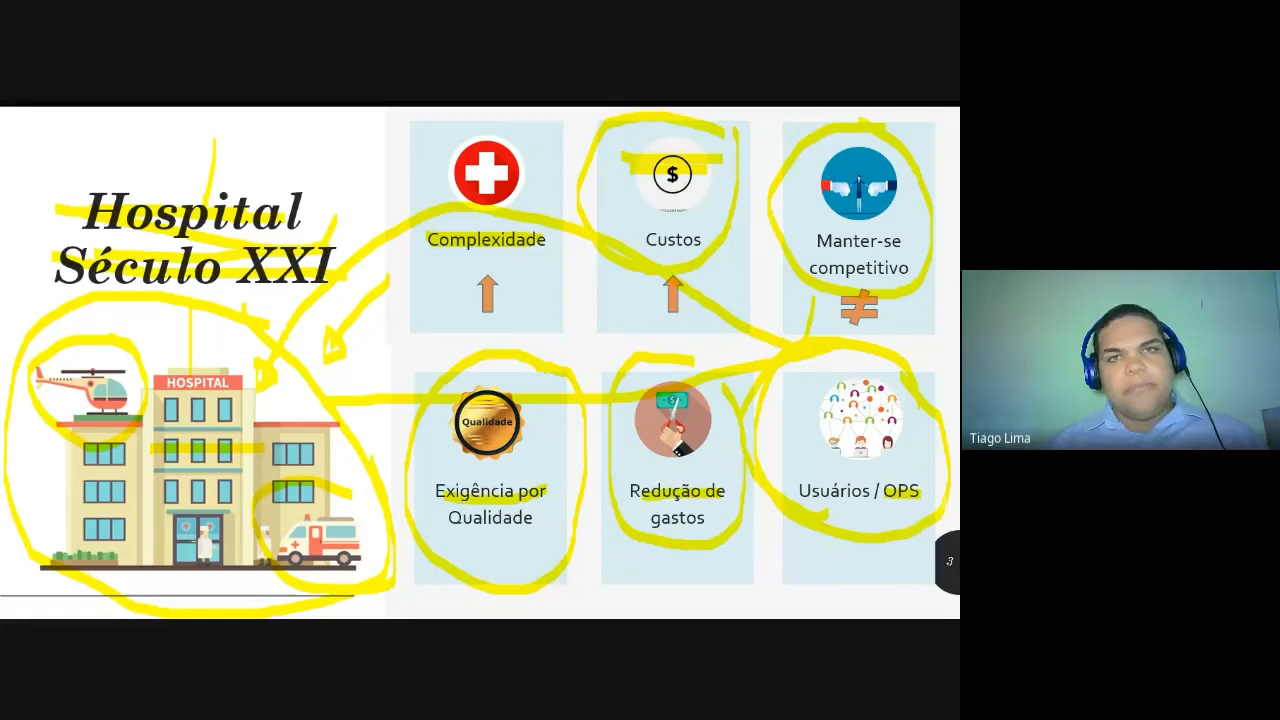 Hospital
Século XXI
HOSPITAL
Complexidade
$
Custos
Manter-se
competitivo
≠
Qualidade
Exigência por
Qualidade
$
Redução de
gastos
Usuários / OPS
3
Tiago Lima